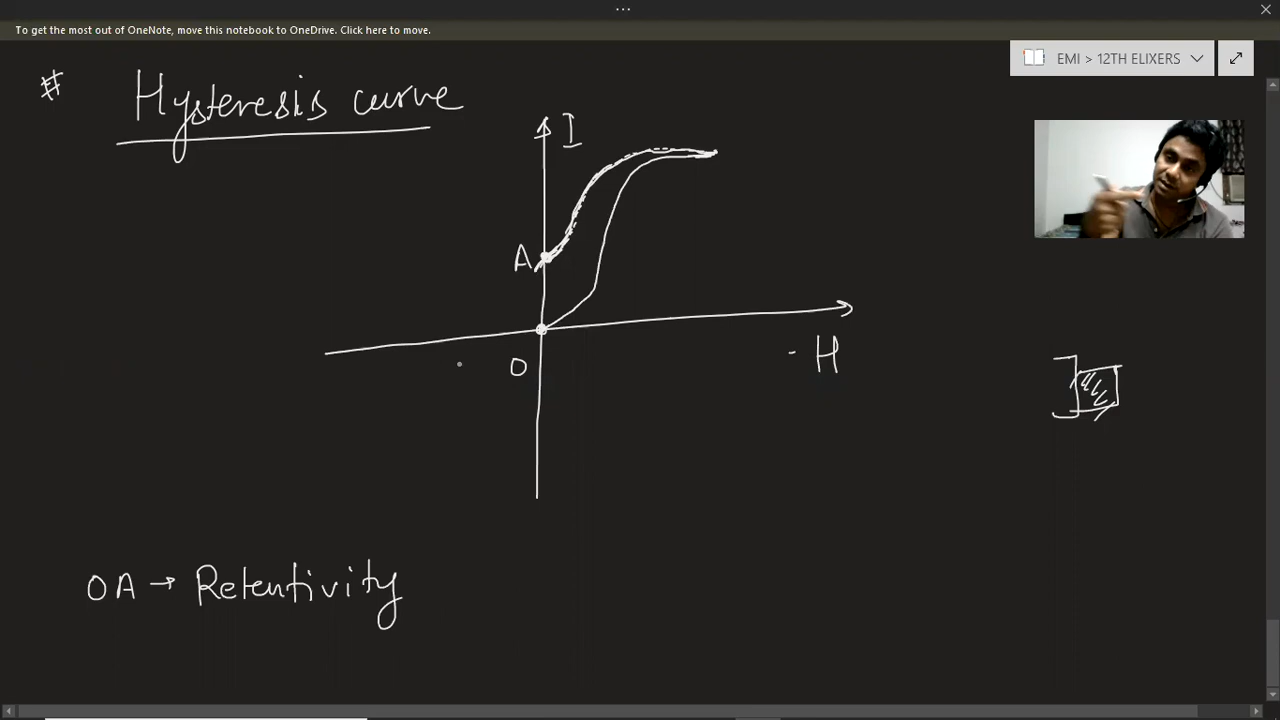 To get the most out of OneNote, move this notebook to OneDrive. Click here to move.
EMI > 12TH ELIXERS
# Hysteresis curve
I
A
O
H
OA → Retentivity